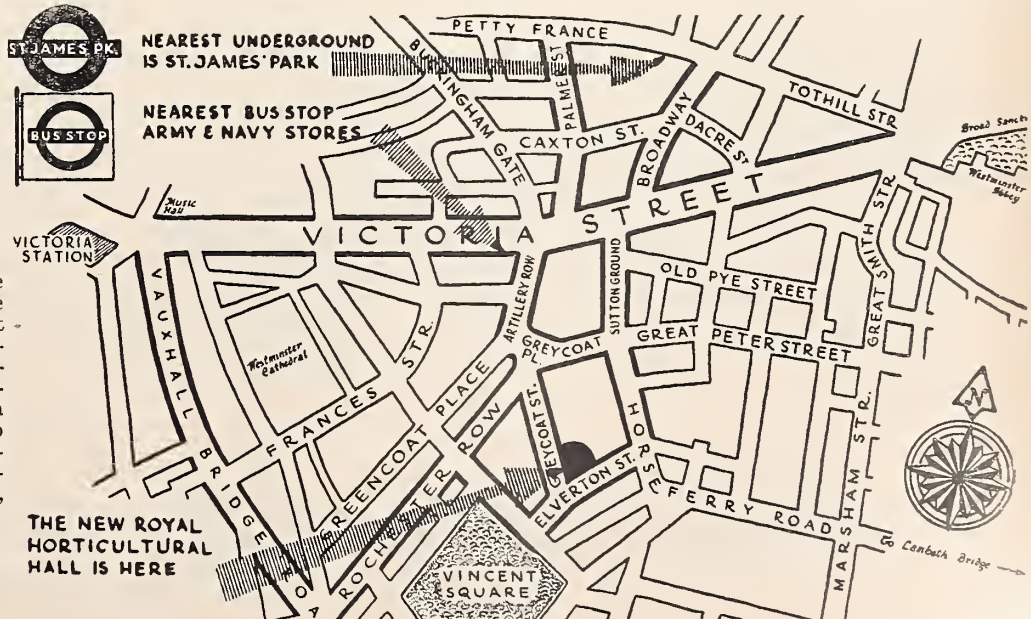 ST. JAMES PK.
NEAREST UNDERGROUND
IS ST. JAMES' PARK
BUS STOP
NEAREST BUS STOP
ARMY & NAVY STORES
PETTY FRANCE
BUCKINGHAM GATE
PALMER ST
TOTHILL STR
CAXTON ST.
BROADWAY
DACRE ST
Westminster
Abbey
Music
Hall
VICTORIA STREET
VICTORIA
STATION
GREAT SMITH STR
VAUXHALL BRIDGE ROA
ARTILLERY ROW
SUTTON GROUND
OLD PYE STREET
GREAT PETER STREET
GREYCOAT
PL.
Westminster
Cathedral
FRANCES STR.
GREENCOAT PLACE
ROCHESTER ROW
GREYCOAT ST.
ELVERTON ST.
HORSEFERRY ROAD
MARSHAM STR.
N
THE NEW ROYAL
HORTICULTURAL
HALL IS HERE
VINCENT
SQUARE
To Lambeth Bridge